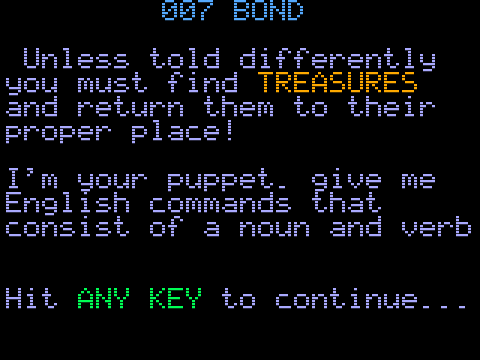 007 BOND
Unless told differently
you must find TREASURES
and return them to their
proper place!
I'm your puppet. give me
English commands that
consist of a noun and verb
Hit ANY KEY to continue...